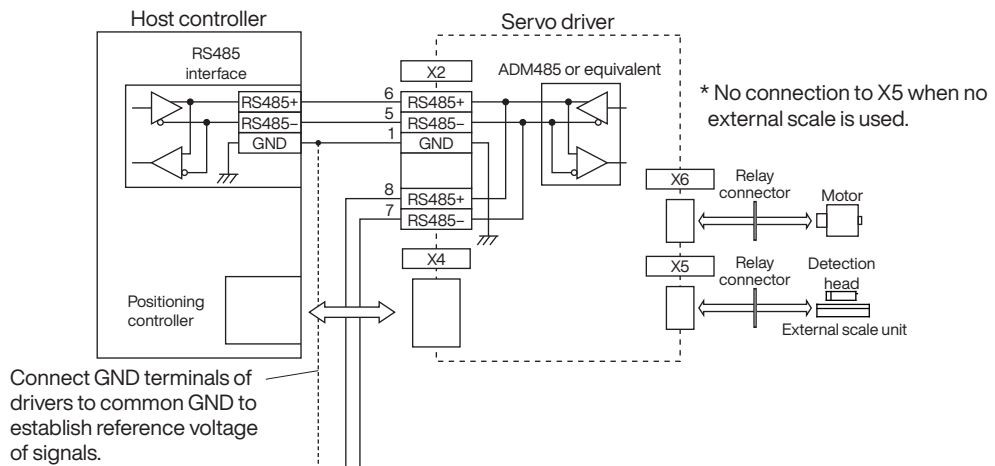 Host controller
RS485
interface
RS485+
RS485−
GND
6
5
1
8
7
Servo driver
X2
RS485+
RS485−
GND
RS485+
RS485−
ADM485 or equivalent
* No connection to X5 when no
external scale is used.
X4
Positioning
controller
X6
Relay
connector
Motor
X5
Relay
connector
Detection
head
External scale unit
Connect GND terminals of
drivers to common GND to
establish reference voltage
of signals.